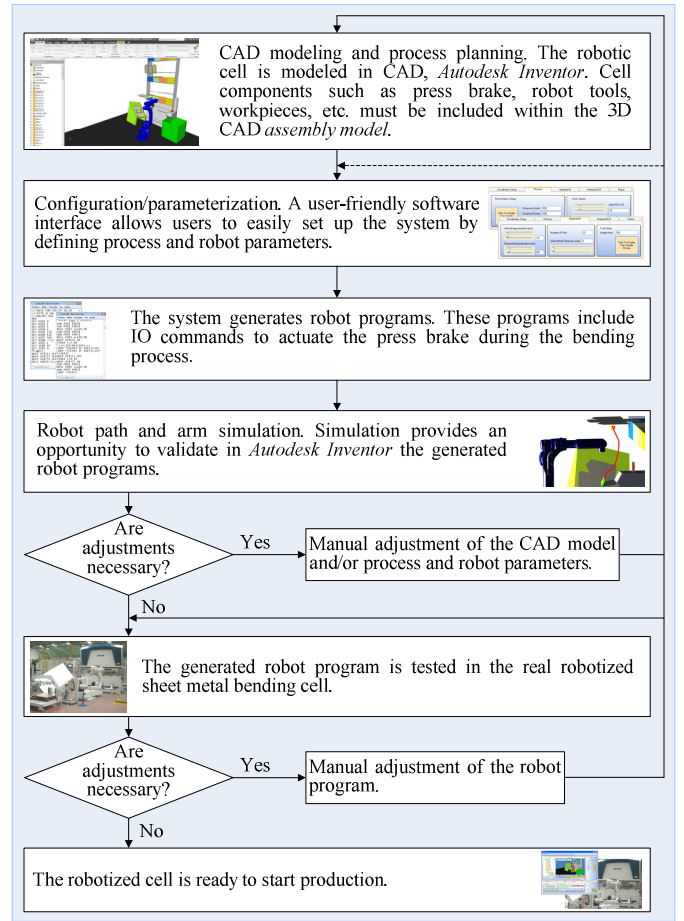 CAD modeling and process planning. The robotic
cell is modeled in CAD, Autodesk Inventor. Cell
components such as press brake, robot tools,
workpieces, etc. must be included within the 3D
CAD assembly model.
Configuration/parameterization. A user-friendly software
interface allows users to easily set up the system by
defining process and robot parameters.
The system generates robot programs. These programs include
IO commands to actuate the press brake during the bending
process.
Robot path and arm simulation. Simulation provides an
opportunity to validate in Autodesk Inventor the generated
robot programs.
Are
adjustments
necessary?
Yes
Manual adjustment of the CAD model
and/or process and robot parameters.
No
The generated robot program is tested in the real robotized
sheet metal bending cell.
Are
adjustments
necessary?
Yes
Manual adjustment of the robot
program.
No
The robotized cell is ready to start production.